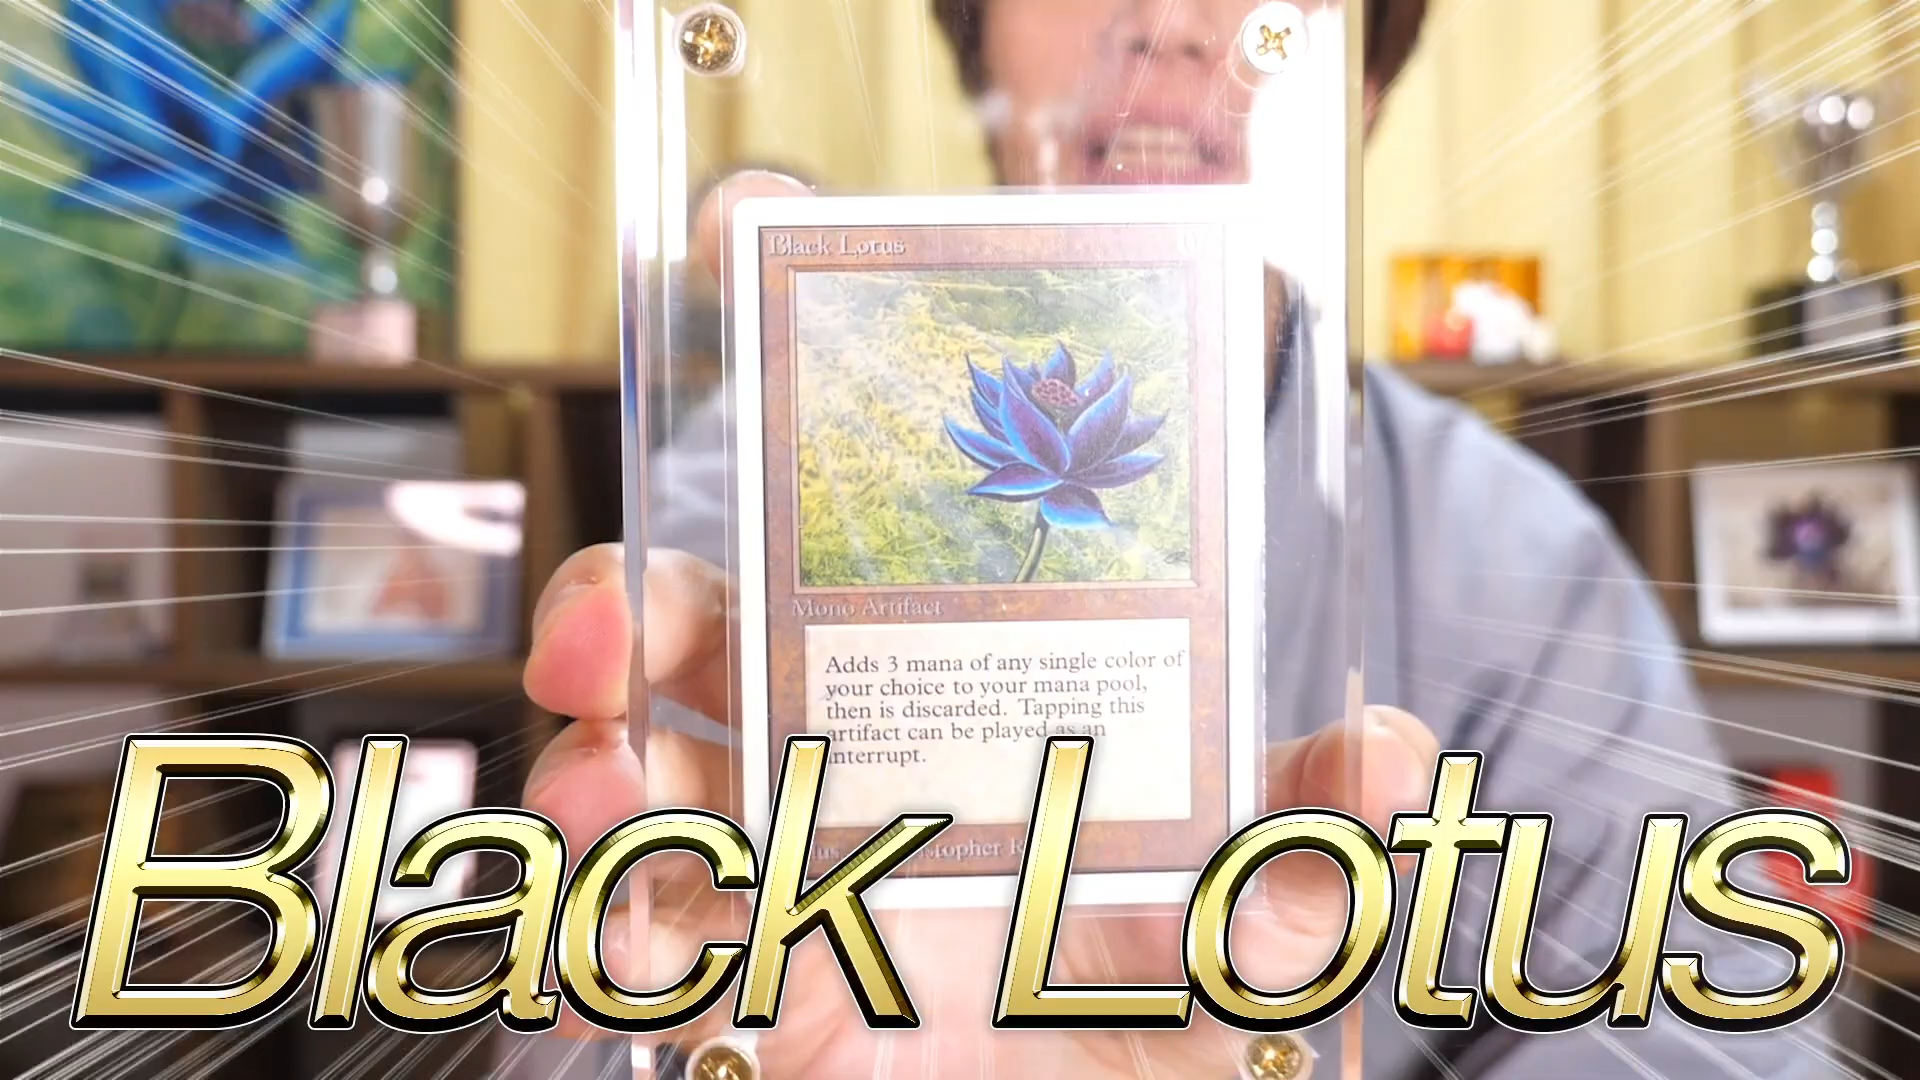 Black Lotus
0
Mono Artifact
Adds 3 mana of any single color of
your choice to your mana pool,
then is discarded. Tapping this
artifact can be played as an
interrupt.
Black Lotus